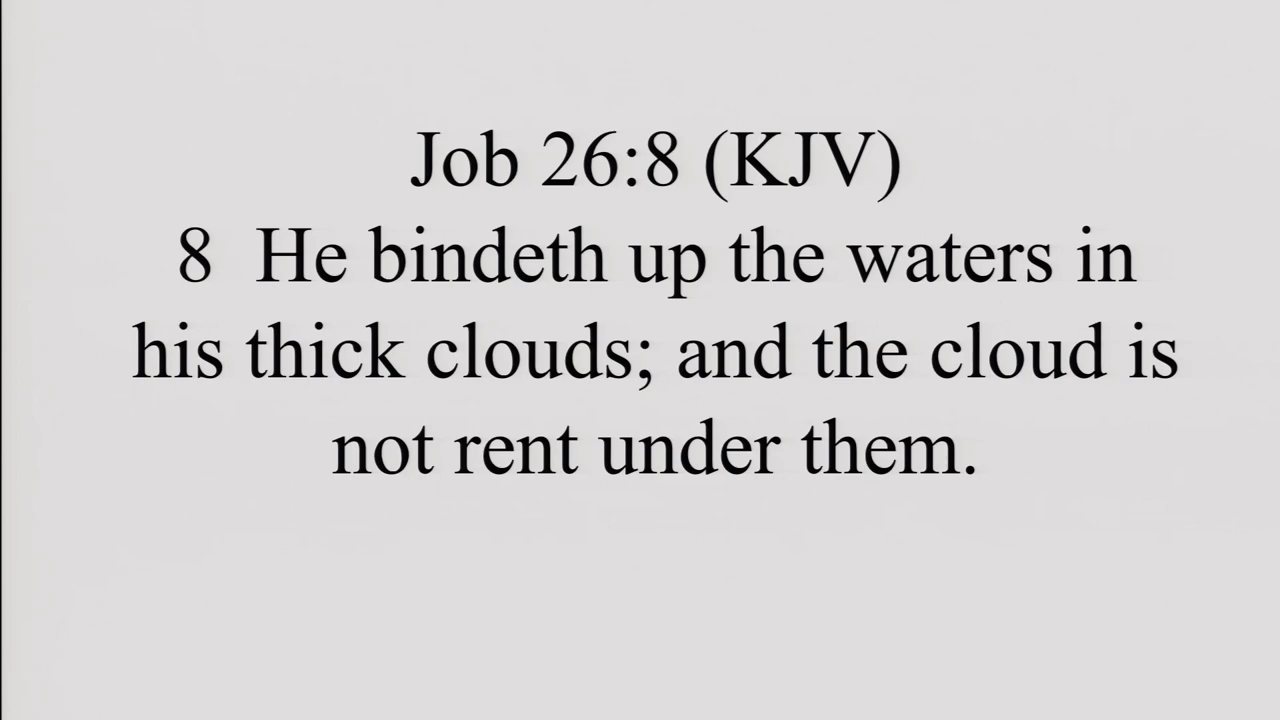 Job 26:8 (KJV)
8  He bindeth up the waters in
his thick clouds; and the cloud is
not rent under them.